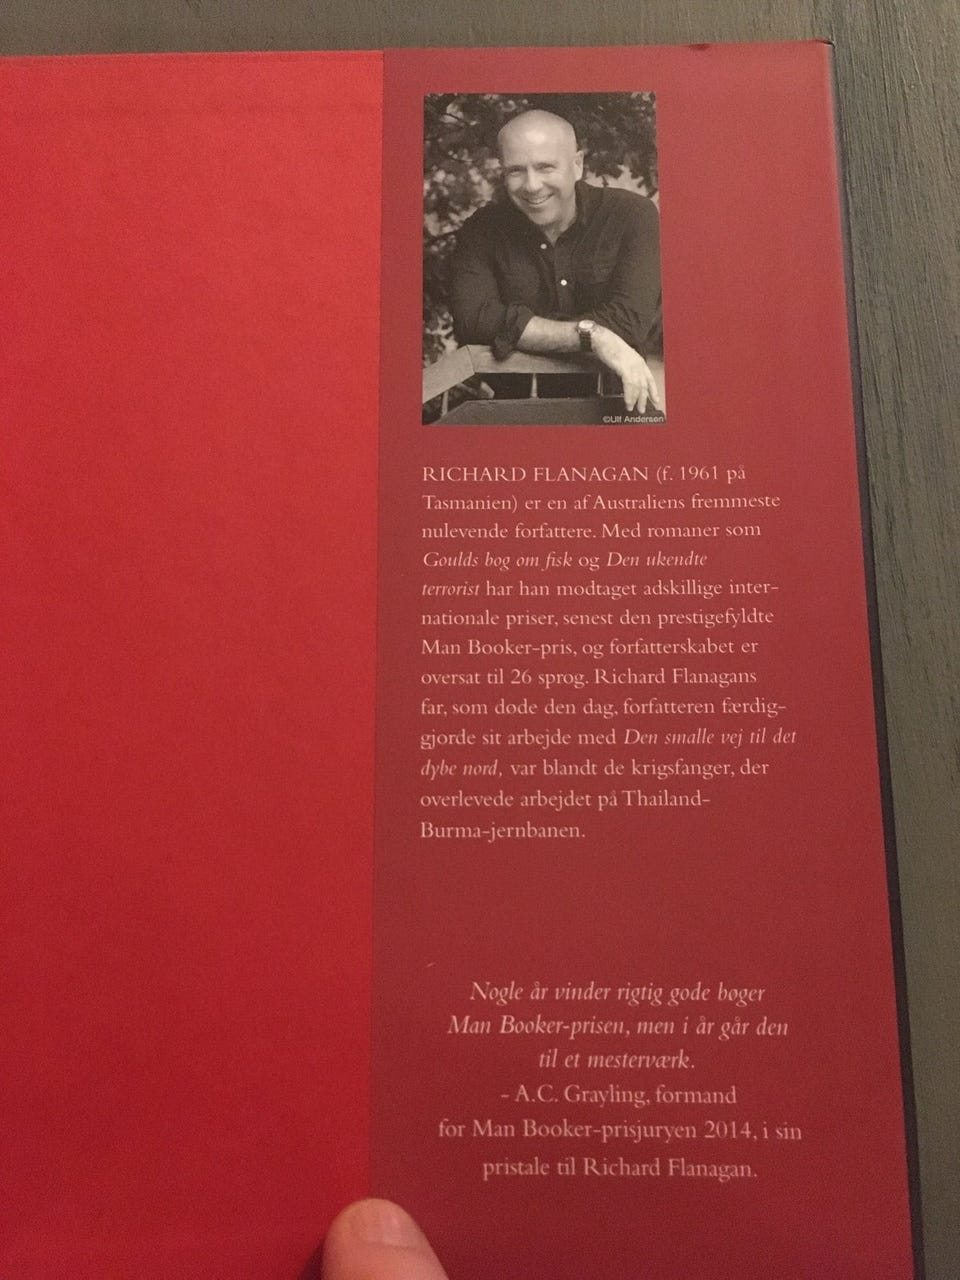 ©Ulf Andersen
RICHARD FLANAGAN (f. 1961 på
Tasmanien) er en af Australiens fremmeste
nulevende forfattere. Med romaner som
Goulds bog om fisk og Den ukendte
terrorist har han modtaget adskillige inter-
nationale priser, senest den prestigefyldte
Man Booker-pris, og forfatterskabet er
oversat til 26 sprog. Richard Flanagans
far, som døde den dag, forfatteren færdig-
gjorde sit arbejde med Den smalle vej til det
dybe nord, var blandt de krigsfanger, der
overlevede arbejdet på Thailand-
Burma-jernbanen.
Nogle år vinder rigtig gode bøger
Man Booker-prisen, men i år går den
til et mesterværk.
- A.C. Grayling, formand
for Man Booker-prisjuryen 2014, i sin
pristale til Richard Flanagan.